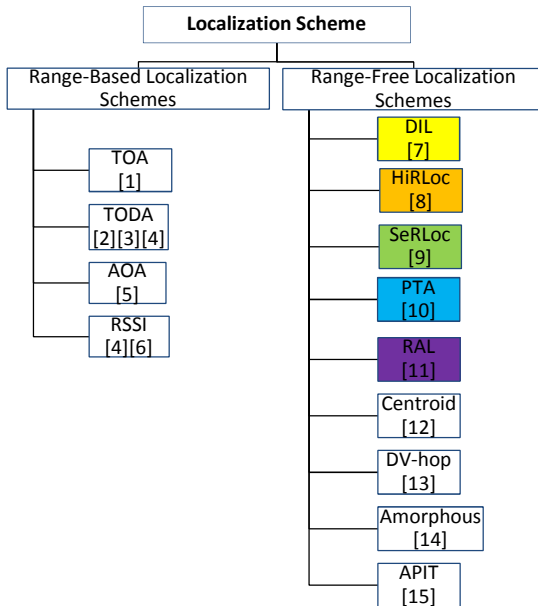 Localization Scheme
Range-Based Localization
Schemes
TOA
[1]
TODA
[2][3][4]
AOA
[5]
RSSI
[4][6]
Range-Free Localization
Schemes
DIL
[7]
HiRLoc
[8]
SeRLoc
[9]
PTA
[10]
RAL
[11]
Centroid
[12]
DV-hop
[13]
Amorphous
[14]
APIT
[15]